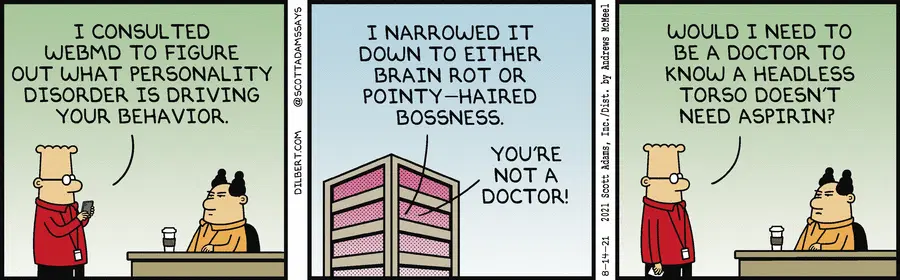 I CONSULTED
WEBMD TO FIGURE
OUT WHAT PERSONALITY
DISORDER IS DRIVING
YOUR BEHAVIOR.
DILBERT.COM @SCOTTADAMSSAYS
I NARROWED IT
DOWN TO EITHER
BRAIN ROT OR
POINTY-HAIRED
BOSSNESS.
YOU'RE
NOT A
DOCTOR!
8-14-21 2021 Scott Adams, Inc./Dist. by Andrews McMeel
WOULD I NEED TO
BE A DOCTOR TO
KNOW A HEADLESS
TORSO DOESN'T
NEED ASPIRIN?